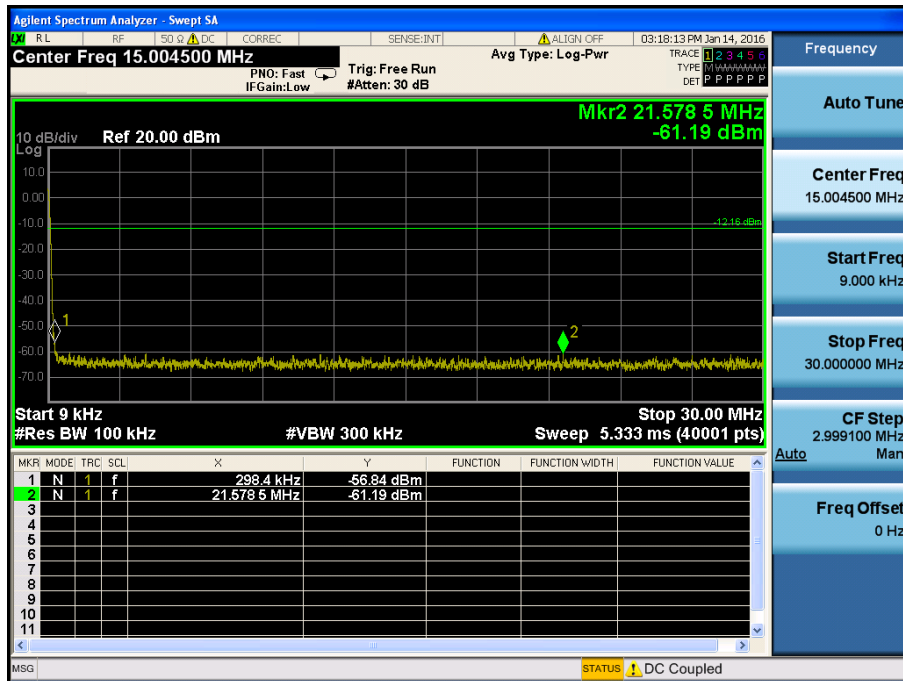 Agilent Spectrum Analyzer - Swept SA
LXI RL RF 50 Ω DC CORREC SENSE:INT ALIGN OFF 03:18:13 PM Jan 14, 2016
Center Freq 15.004500 MHz
PNO: Fast
IFGain:Low
Trig: Free Run
#Atten: 30 dB
Avg Type: Log-Pwr
TRACE 1 2 3 4 5 6
TYPE MWWWWW
DET P P P P P P
Mkr2 21.578 5 MHz
-61.19 dBm
10 dB/div Ref 20.00 dBm
Log
10.0
0.00
-10.0
-12.16 dBm
-20.0
-30.0
-40.0
-50.0
1
2
-60.0
-70.0
Start 9 kHz Stop 30.00 MHz
#Res BW 100 kHz #VBW 300 kHz Sweep 5.333 ms (40001 pts)
MKR MODE TRC SCL X Y FUNCTION FUNCTION WIDTH FUNCTION VALUE
1 N 1 f 298.4 kHz -56.84 dBm
2 N 1 f 21.578 5 MHz -61.19 dBm
3
4
5
6
7
8
9
10
11
MSG STATUS DC Coupled
Frequency
Auto Tune
Center Freq
15.004500 MHz
Start Freq
9.000 kHz
Stop Freq
30.000000 MHz
CF Step
2.999100 MHz
Auto Man
Freq Offset
0 Hz